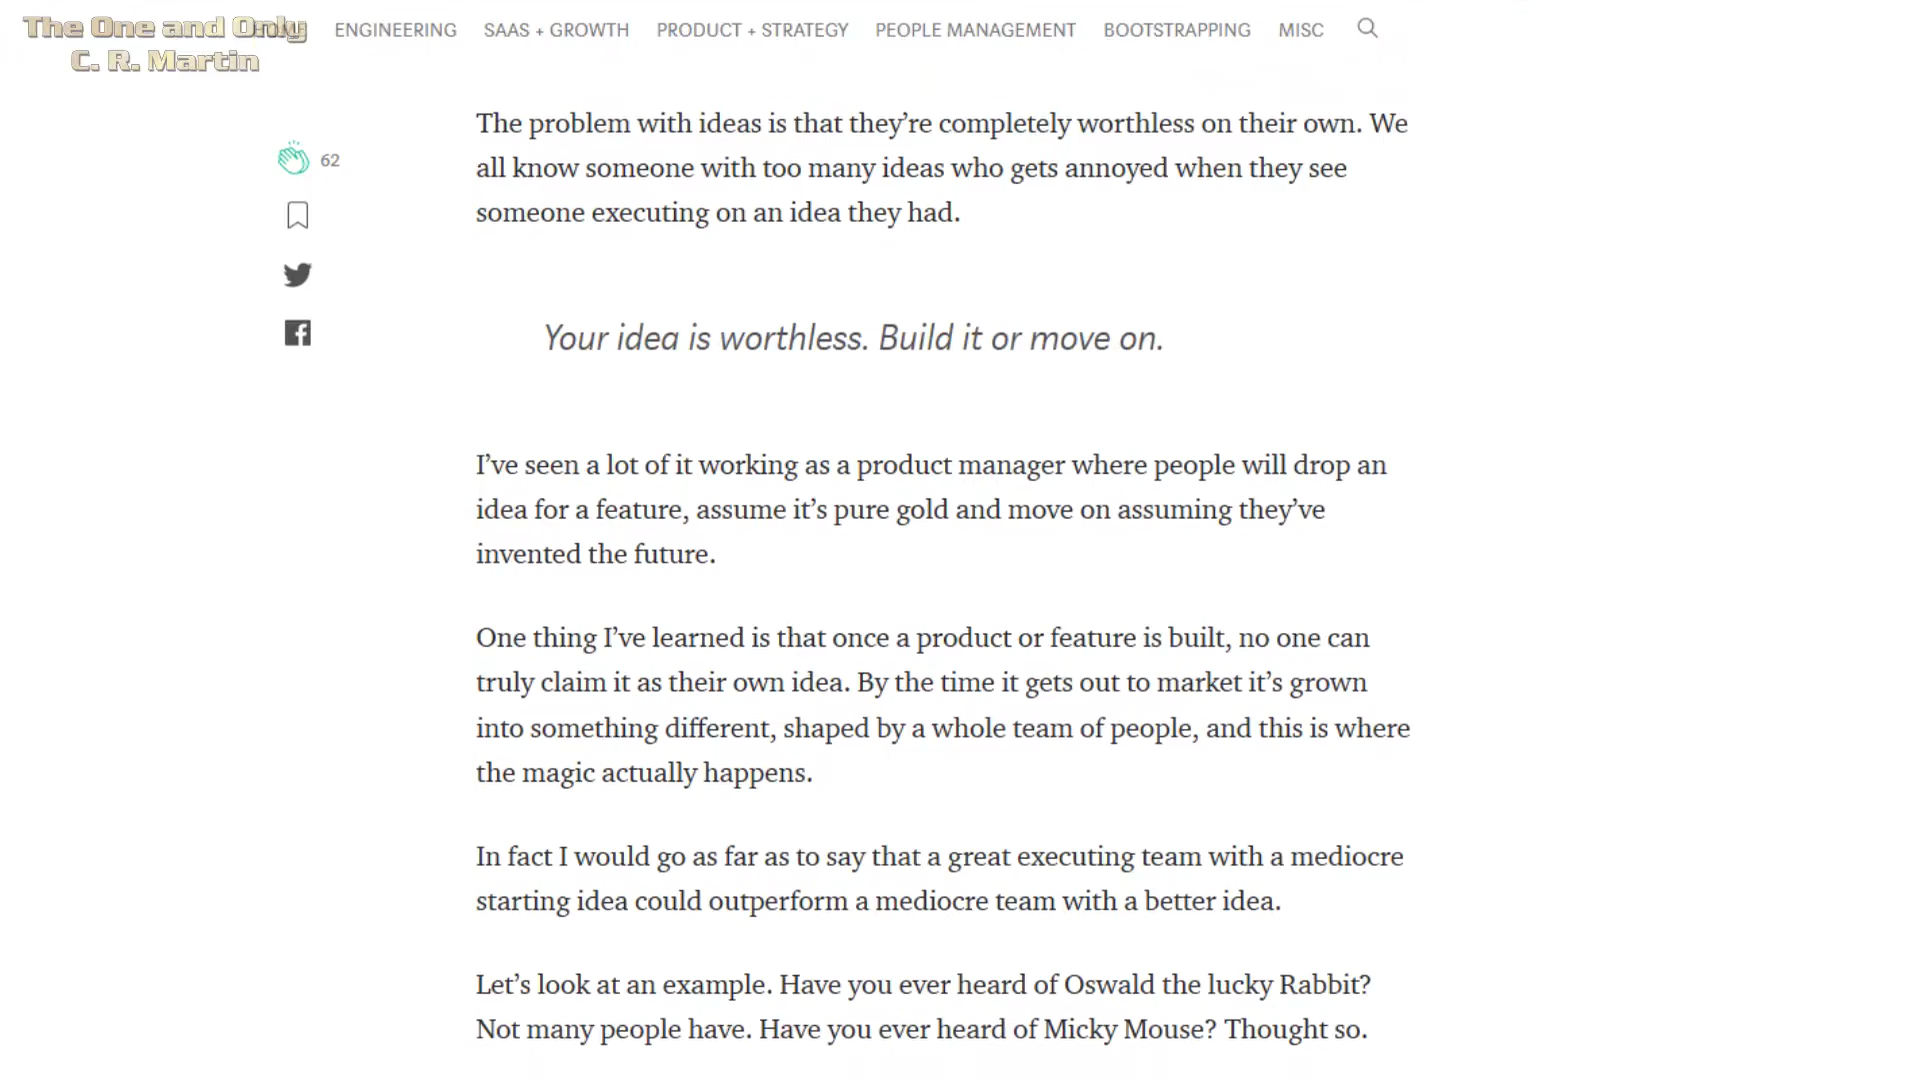 The One and Only
C. R. Martin
ENGINEERING SAAS + GROWTH PRODUCT + STRATEGY PEOPLE MANAGEMENT BOOTSTRAPPING MISC
62
The problem with ideas is that they’re completely worthless on their own. We
all know someone with too many ideas who gets annoyed when they see
someone executing on an idea they had.
Your idea is worthless. Build it or move on.
I’ve seen a lot of it working as a product manager where people will drop an
idea for a feature, assume it’s pure gold and move on assuming they’ve
invented the future.
One thing I’ve learned is that once a product or feature is built, no one can
truly claim it as their own idea. By the time it gets out to market it’s grown
into something different, shaped by a whole team of people, and this is where
the magic actually happens.
In fact I would go as far as to say that a great executing team with a mediocre
starting idea could outperform a mediocre team with a better idea.
Let’s look at an example. Have you ever heard of Oswald the lucky Rabbit?
Not many people have. Have you ever heard of Micky Mouse? Thought so.